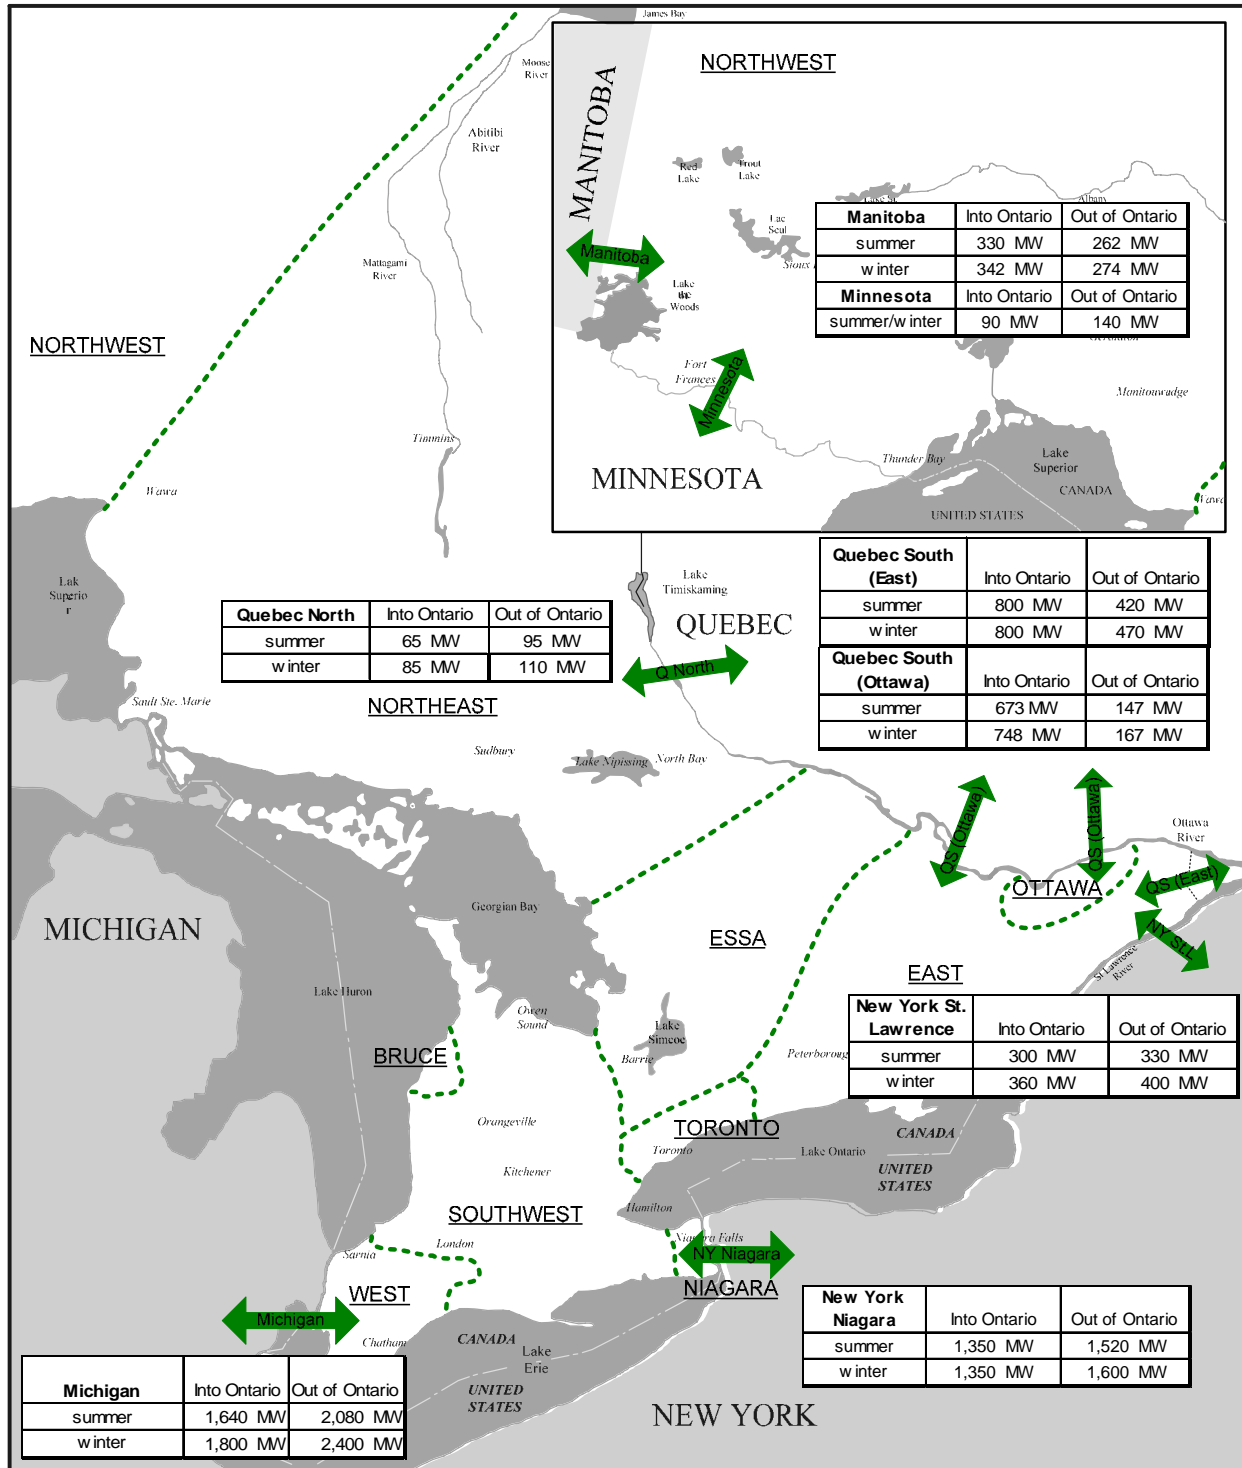 James Bay
Moose
River
Abitibi
River
Mattagami
River
NORTHWEST
Timmins
Wawa
NORTHWEST
MANITOBA
Red
Lake
Trout
Lake
Lac
Seul
Sioux
Lake St.
Albany
Manitoba
Lake
the
Woods
Manitoba Into Ontario Out of Ontario
summer 330 MW 262 MW
winter 342 MW 274 MW
Minnesota Into Ontario Out of Ontario
summer/winter 90 MW 140 MW
Geraldton
Manitouwadge
Fort
Frances
Minnesota
MINNESOTA
Thunder Bay
Lake
Superior
CANADA
UNITED STATES
Wawa
Lak
Superio
r
Lake
Timiskaming
QUEBEC
Quebec North Into Ontario Out of Ontario
summer 65 MW 95 MW
winter 85 MW 110 MW
Q North
Quebec South
(East) Into Ontario Out of Ontario
summer 800 MW 420 MW
winter 800 MW 470 MW
Quebec South
(Ottawa) Into Ontario Out of Ontario
summer 673 MW 147 MW
winter 748 MW 167 MW
NORTHEAST
Sault Ste. Marie
Sudbury
Lake Nipissing
North Bay
QS (Ottawa)
QS (Ottawa)
Ottawa
River
QS (East)
OTTAWA
NY SLL
St Lawrence
River
MICHIGAN
Georgian Bay
ESSA
EAST
Lake Huron
Owen
Sound
Lake
Simcoe
Barrie
BRUCE
Peterboroug
New York St.
Lawrence Into Ontario Out of Ontario
summer 300 MW 330 MW
winter 360 MW 400 MW
Orangeville
TORONTO
Toronto
Lake Ontario
CANADA
UNITED
STATES
Kitchener
Hamilton
SOUTHWEST
London
Sarnia
Niagara Falls
NY Niagara
NIAGARA
WEST
Michigan
Chatham
CANADA
Lake
Erie
UNITED
STATES
New York
Niagara Into Ontario Out of Ontario
summer 1,350 MW 1,520 MW
winter 1,350 MW 1,600 MW
NEW YORK
Michigan Into Ontario Out of Ontario
summer 1,640 MW 2,080 MW
winter 1,800 MW 2,400 MW